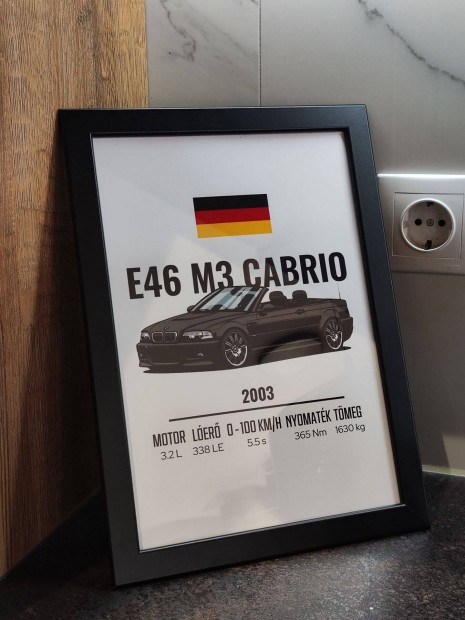 E46 M3 CABRIO
2003
MOTOR LÓERŐ 0-100 KM/H NYOMATÉK TÖMEG
3.2 L 338 LE 5.5 s 365 Nm 1630 kg